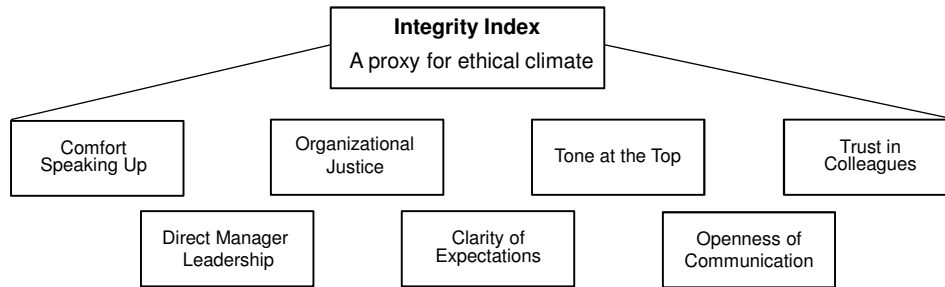 Integrity Index
A proxy for ethical climate
Comfort
Speaking Up
Organizational
Justice
Tone at the Top
Trust in
Colleagues
Direct Manager
Leadership
Clarity of
Expectations
Openness of
Communication